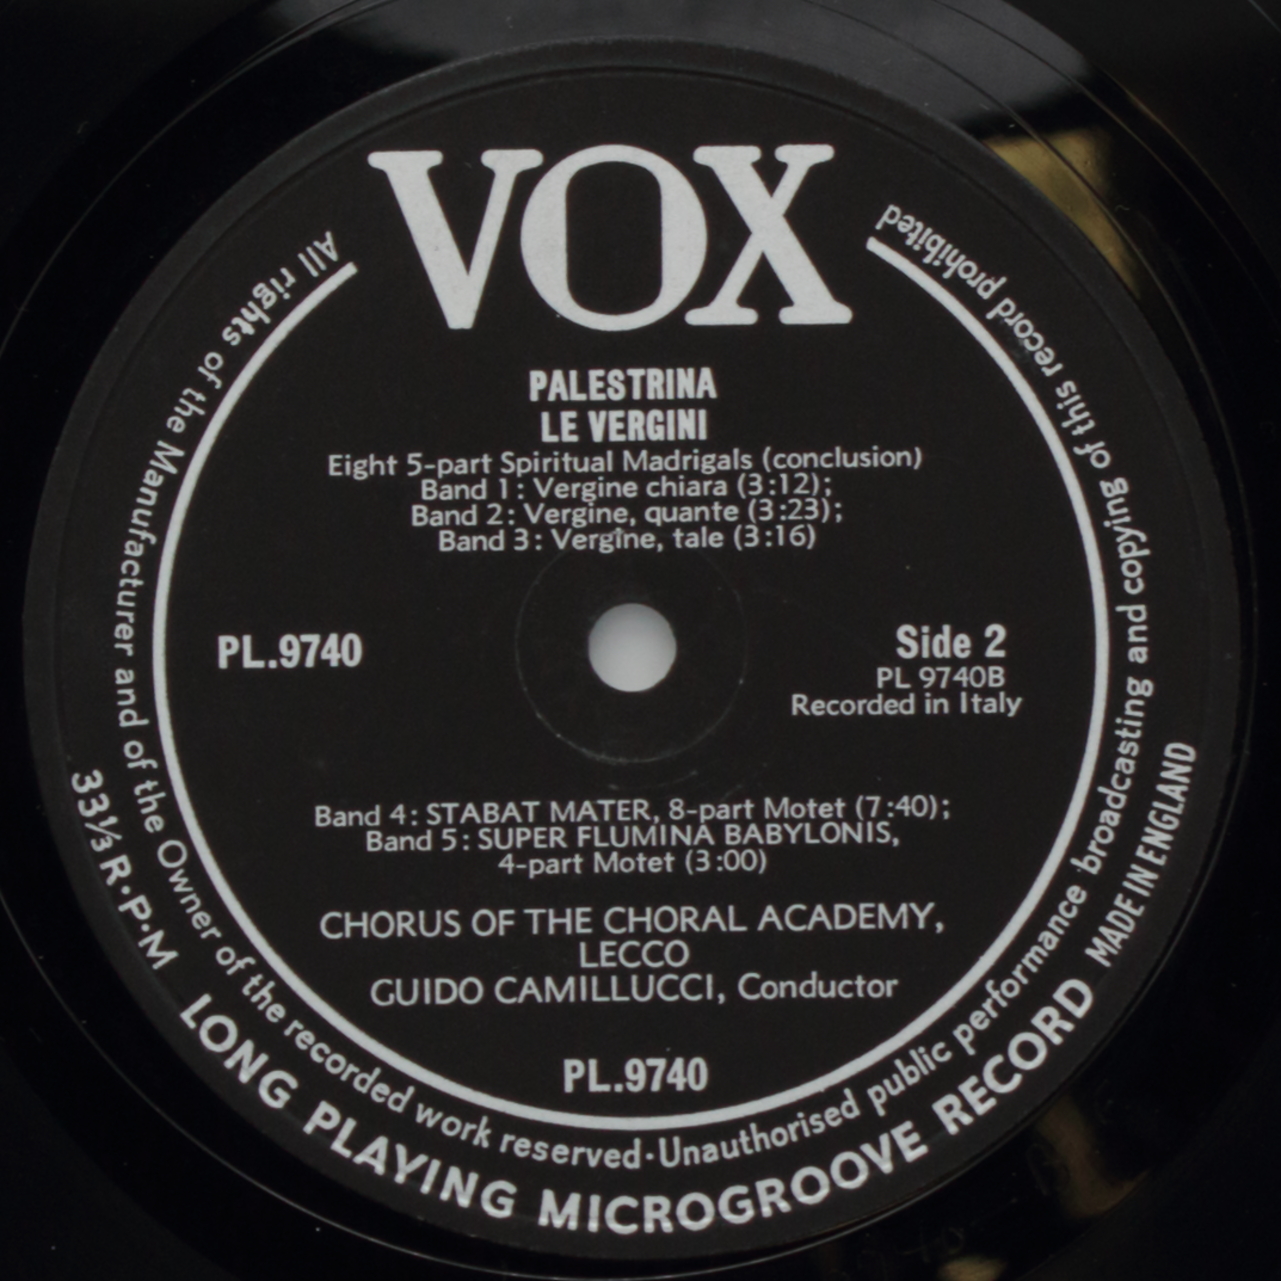 VOX
PALESTRINA
LE VERGINI
Eight 5-part Spiritual Madrigals (conclusion)
Band 1: Vergine chiara (3:12);
Band 2: Vergine, quante (3:23);
Band 3: Vergine, tale (3:16)
PL.9740
Side 2
PL 9740B
Recorded in Italy
Band 4: STABAT MATER, 8-part Motet (7:40);
Band 5: SUPER FLUMINA BABYLONIS,
4-part Motet (3:00)
CHORUS OF THE CHORAL ACADEMY,
LECCO
GUIDO CAMILLUCCI, Conductor
PL.9740
All rights of the Manufacturer and of the Owner of the recorded work reserved·Unauthorised public performance broadcasting and copying of this record prohibited
33⅓ R·P·M
LONG PLAYING MICROGROOVE RECORD
MADE IN ENGLAND